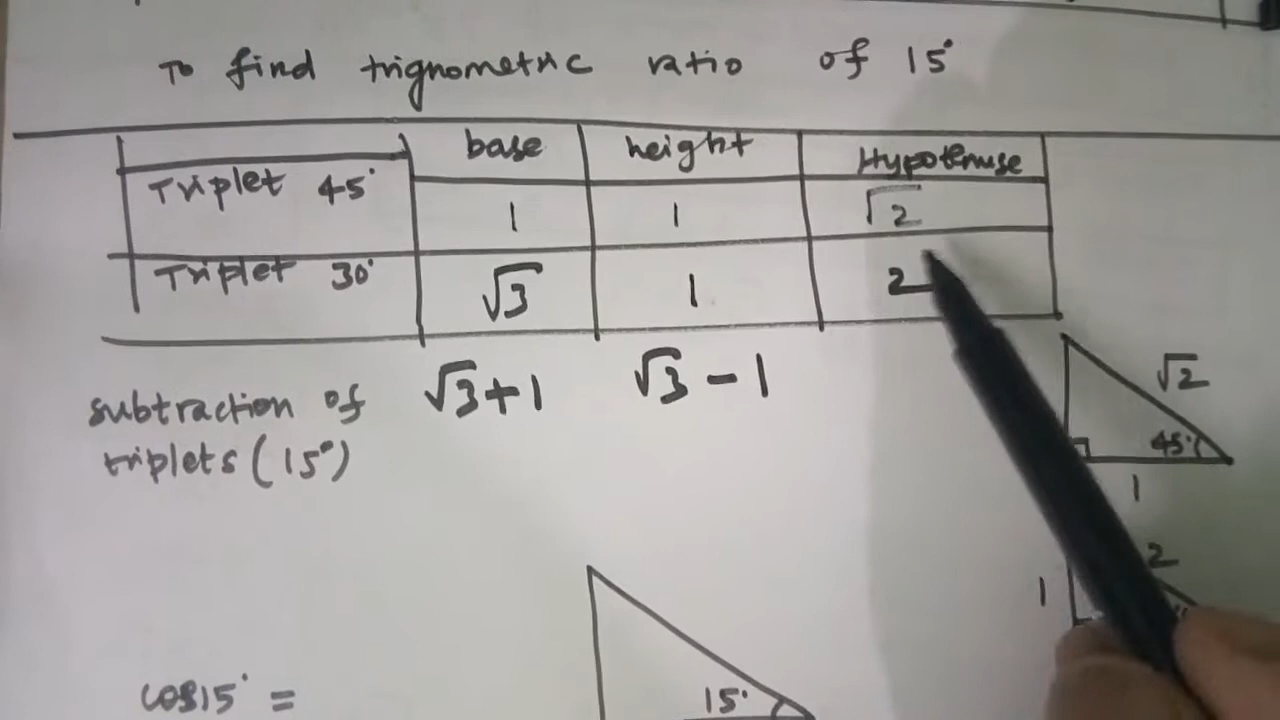 To find trignometric ratio of 15°
base height Hypotenuse
Triplet 45° 1 1 √2
Triplet 30° √3 1 2
subtraction of triplets (15°) √3+1 √3-1
√2
45°
1
2
1
15°
cos15° =